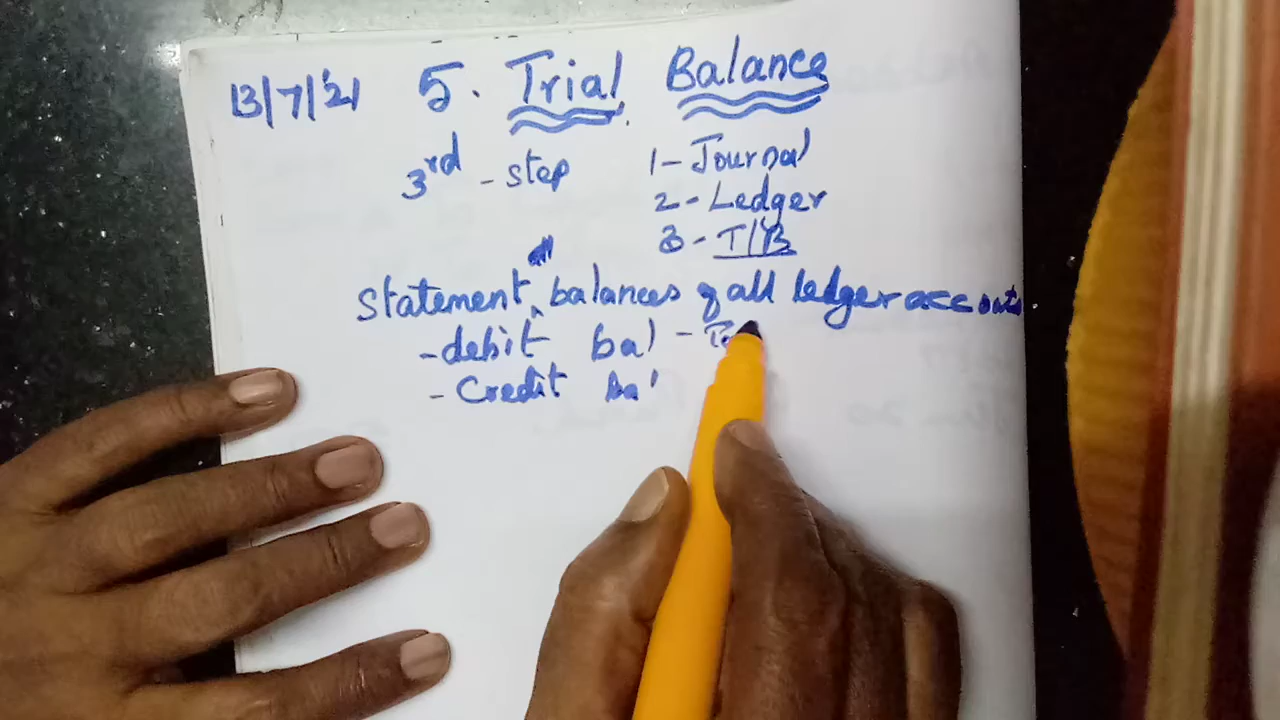 13/7/'21 5. Trial Balance
3rd - step 1- Journal
2- Ledger
3- T/B
Statement, balances of all ledger accounts
- debit bal -
- Credit bal